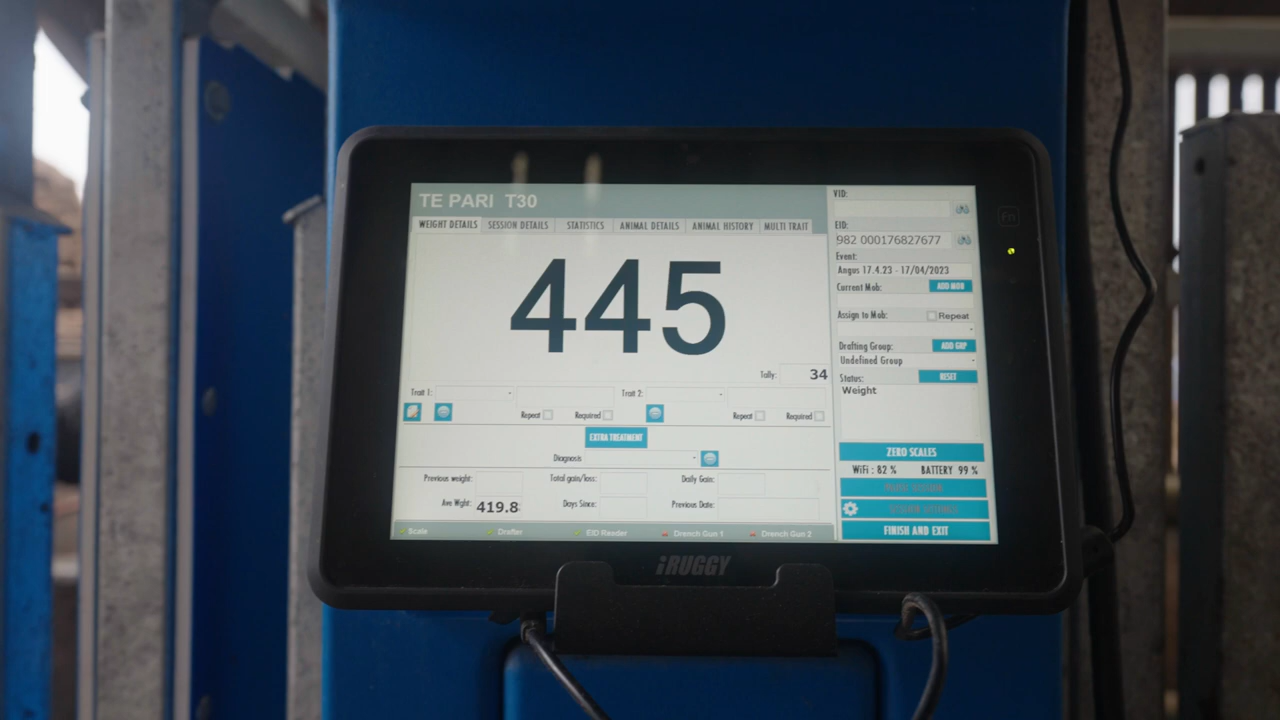 TE PARI T30
WEIGHT DETAILS SESSION DETAILS STATISTICS ANIMAL DETAILS ANIMAL HISTORY MULTI TRAIT
445
Tally: 34
Trait 1: Trait 2:
Repeat Required Repeat Required
EXTRA TREATMENT
Diagnosis
Previous weight: Total gain/loss: Daily Gain:
Ave Wight: 419.8 Days Since: Previous Date:
Scale Drafter EID Reader Drench Gun 1 Drench Gun 2
VID:
EID:
982 000176827677
Event:
Angus 17.4.23 - 17/04/2023
Current Mob: ADD MOB
Assign to Mob: Repeat
Drafting Group: ADD GRP
Undefined Group
Status: RESET
Weight
ZERO SCALES
WiFi : 82 % BATTERY 99 %
FINISH AND EXIT
Fn
iRUGGY